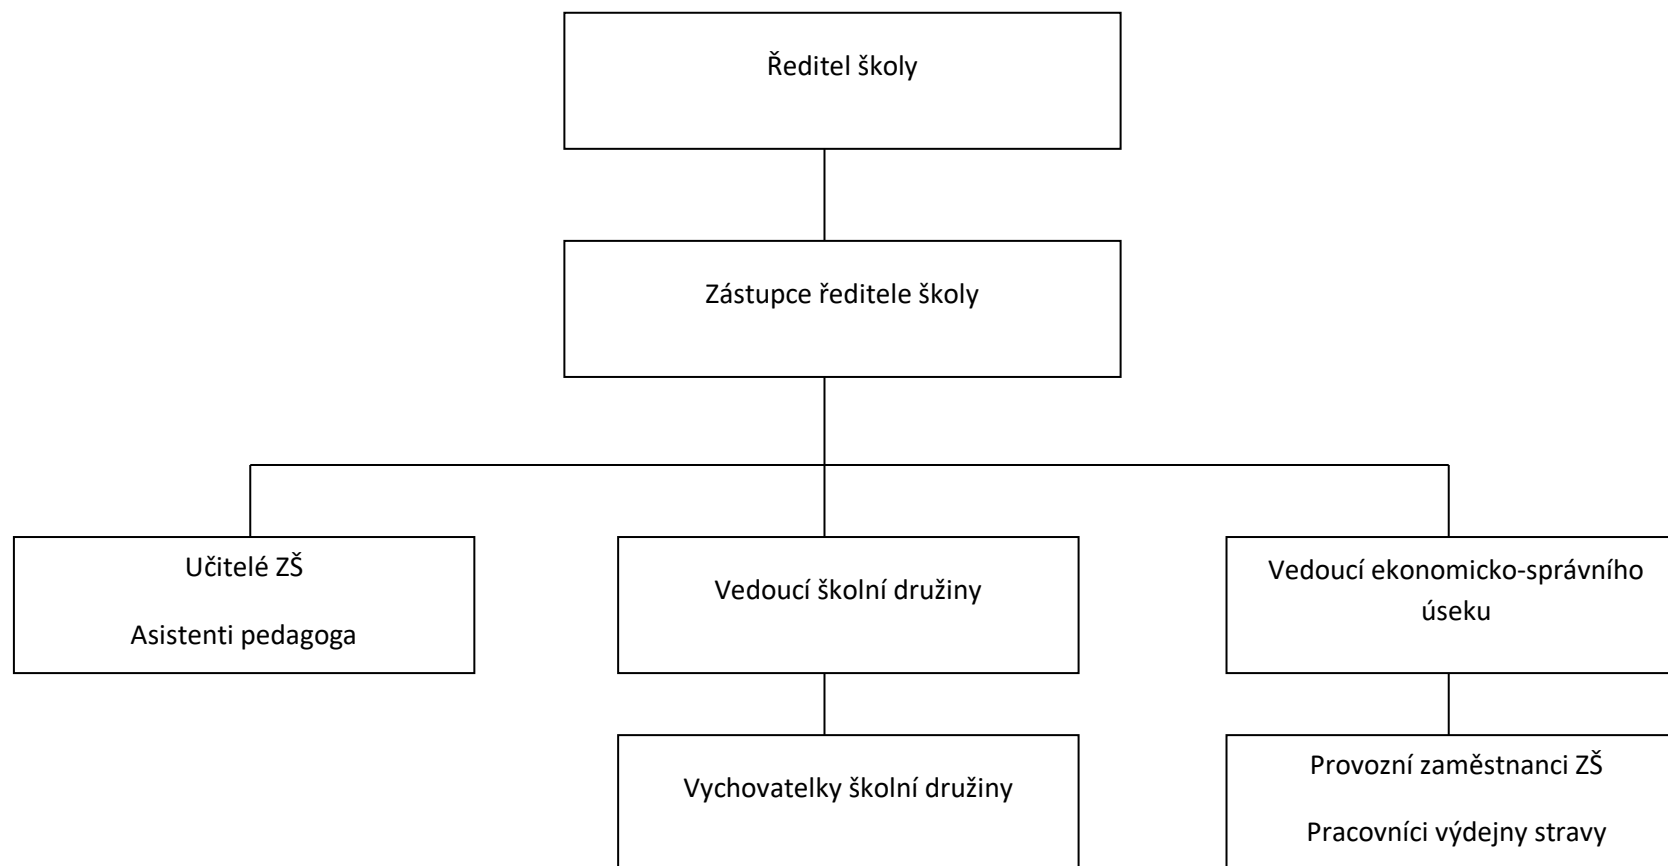 Ředitel školy
Zástupce ředitele školy
Učitelé ZŠ
Asistenti pedagoga
Vedoucí školní družiny
Vedoucí ekonomicko-správního
úseku
Vychovatelky školní družiny
Provozní zaměstnanci ZŠ
Pracovníci výdejny stravy